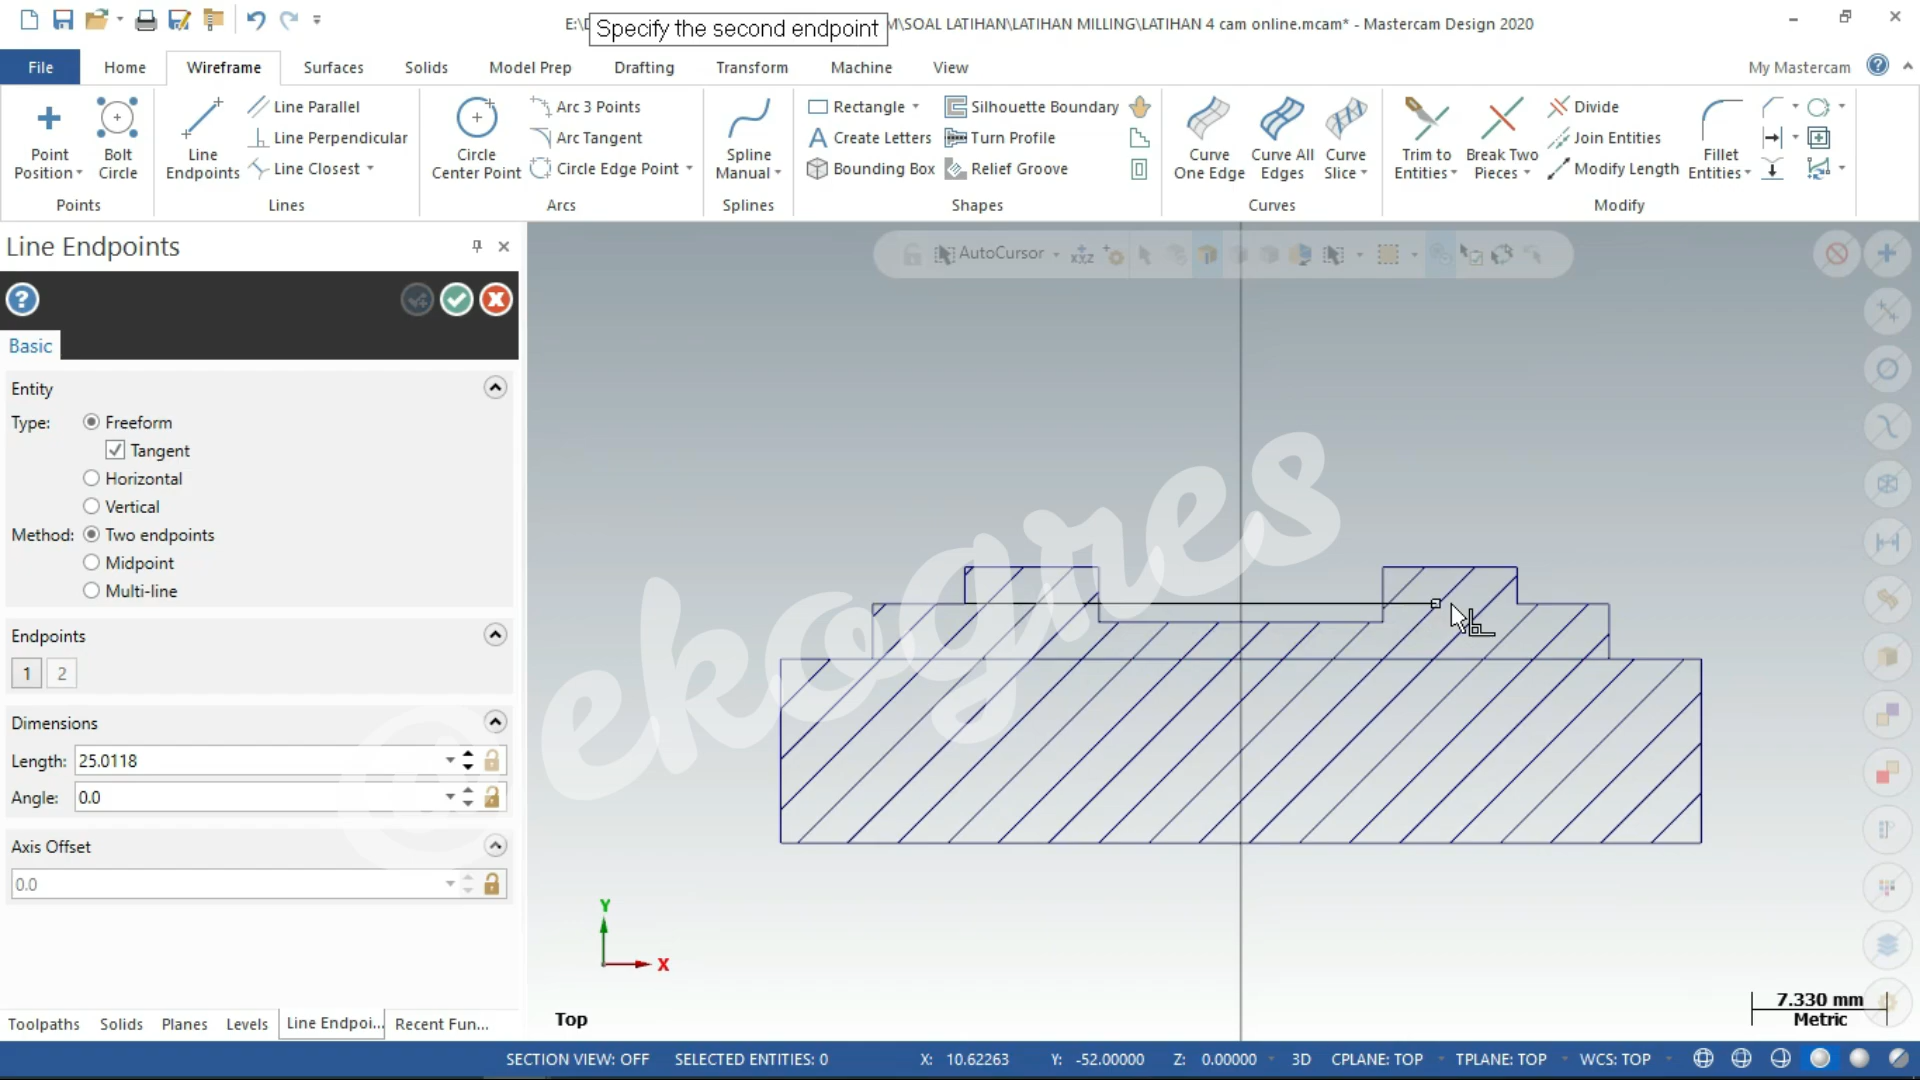 E:\D
M\SOAL LATIHAN\LATIHAN MILLING\LATIHAN 4 cam online.mcam* - Mastercam Design 2020
Specify the second endpoint
File
Home
Wireframe
Surfaces
Solids
Model Prep
Drafting
Transform
Machine
View
My Mastercam
Point Position
Bolt Circle
Points
Line Endpoints
Line Parallel
Line Perpendicular
Line Closest
Lines
Circle Center Point
Arc 3 Points
Arc Tangent
Circle Edge Point
Arcs
Spline Manual
Splines
Rectangle
Create Letters
Bounding Box
Silhouette Boundary
Turn Profile
Relief Groove
Shapes
Curve One Edge
Curve All Edges
Curve Slice
Curves
Trim to Entities
Break Two Pieces
Divide
Join Entities
Modify Length
Fillet Entities
Modify
Line Endpoints
Basic
Entity
Type:
Freeform
Tangent
Horizontal
Vertical
Method:
Two endpoints
Midpoint
Multi-line
Endpoints
1
2
Dimensions
Length:
25.0118
Angle:
0.0
Axis Offset
0.0
AutoCursor
@ekogres
Y
X
Top
7.330 mm
Metric
Toolpaths
Solids
Planes
Levels
Line Endpoi...
Recent Fun...
SECTION VIEW: OFF
SELECTED ENTITIES: 0
X: 10.62263
Y: -52.00000
Z: 0.00000
3D
CPLANE: TOP
TPLANE: TOP
WCS: TOP